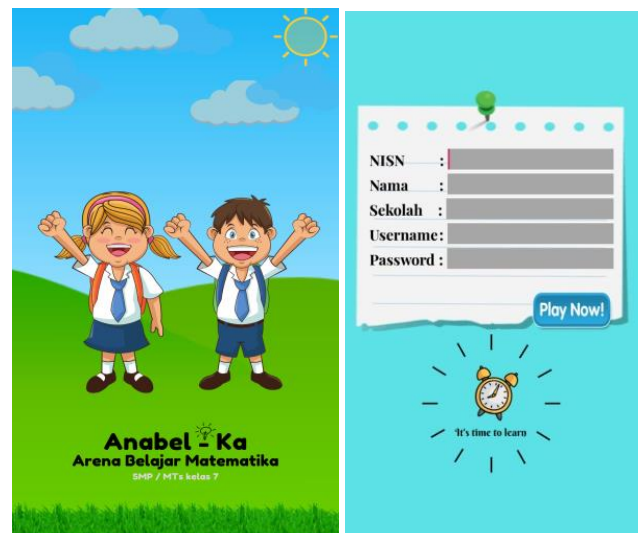 Anabel - Ka
Arena Belajar Matematika
SMP / MTs kelas 7
NISN :
Nama :
Sekolah :
Username :
Password :
Play Now!
It's time to learn